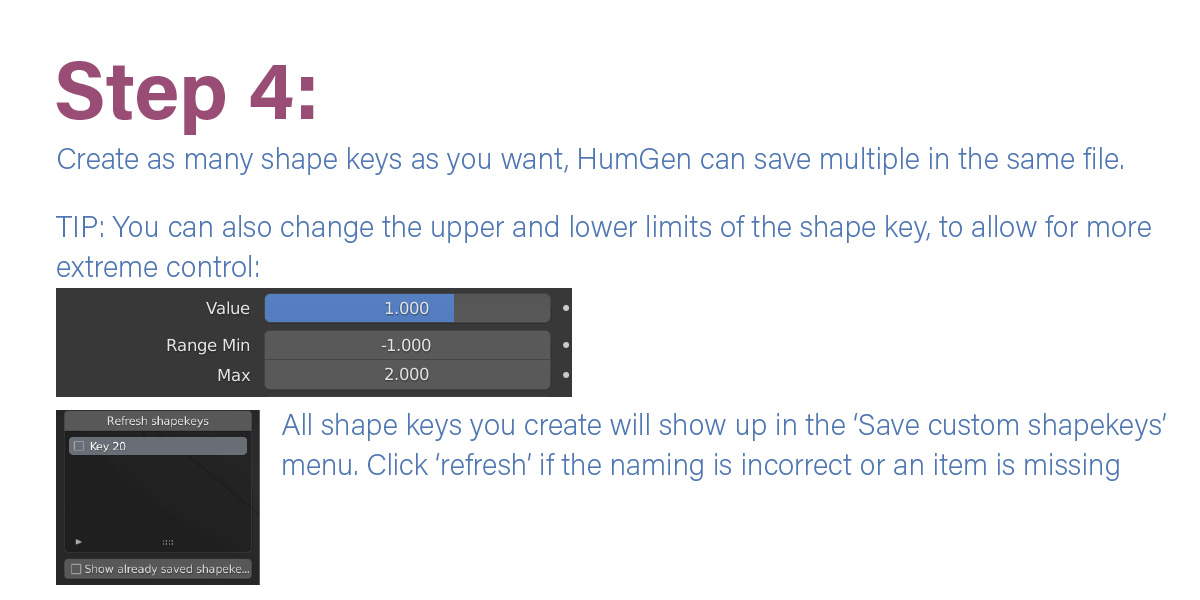 Step 4:
Create as many shape keys as you want, HumGen can save multiple in the same file.
TIP: You can also change the upper and lower limits of the shape key, to allow for more
extreme control:
Value 1.000
Range Min -1.000
Max 2.000
Refresh shapekeys
Key 20
Show already saved shapeke...
All shape keys you create will show up in the ‘Save custom shapekeys’
menu. Click ‘refresh’ if the naming is incorrect or an item is missing